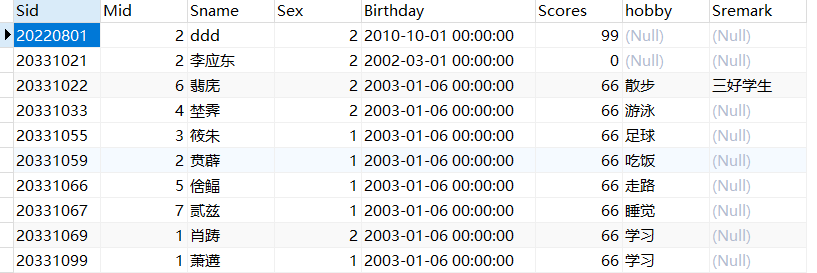 Sid Mid Sname Sex Birthday Scores hobby Sremark
20220801 2 ddd 2 2010-10-01 00:00:00 99 (Null) (Null)
20331021 2 李应东 2 2002-03-01 00:00:00 0 (Null) (Null)
20331022 6 翡庑 2 2003-01-06 00:00:00 66 散步 三好学生
20331033 4 埜霁 2 2003-01-06 00:00:00 66 游泳 (Null)
20331055 3 筱朱 1 2003-01-06 00:00:00 66 足球 (Null)
20331059 2 贲薜 1 2003-01-06 00:00:00 66 吃饭 (Null)
20331066 5 1 2003-01-06 00:00:00 66 走路 (Null)
20331067 7 贰兹 1 2003-01-06 00:00:00 66 睡觉 (Null)
20331069 1 肖踌 2 2003-01-06 00:00:00 66 学习 (Null)
20331099 1 萧遘 1 2003-01-06 00:00:00 66 学习 (Null)